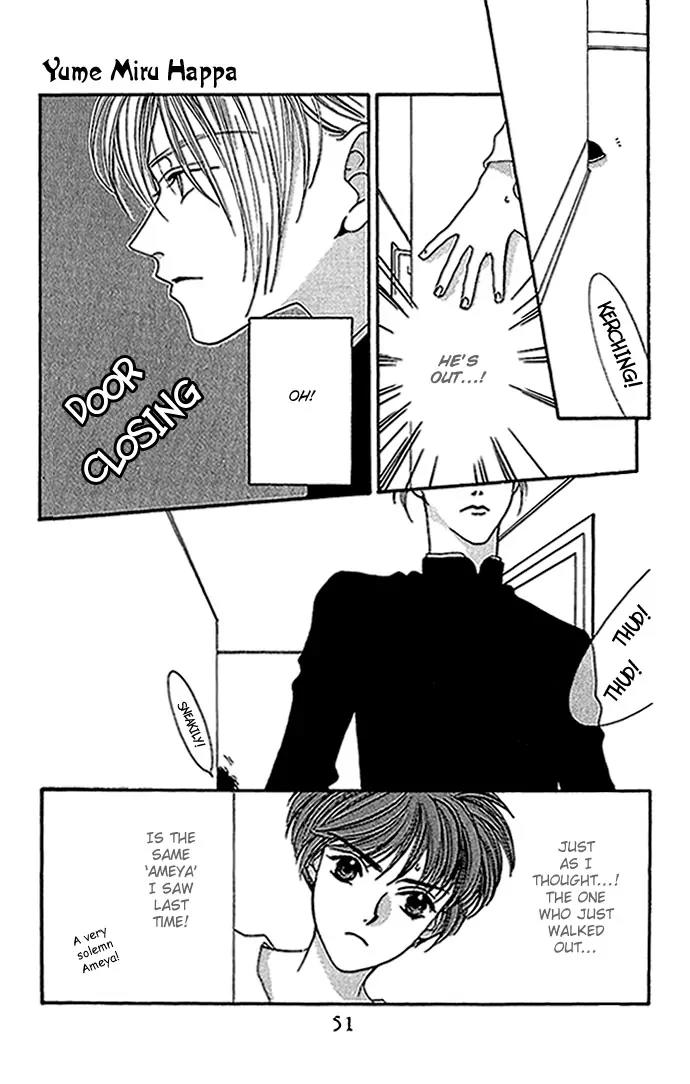 Yume Miru Happa
KERCHING!
HE'S
OUT...!
OH!
DOOR
CLOSING
THUD!
THUD!
SNEAKILY!
JUST
AS I
THOUGHT...!
THE ONE
WHO JUST
WALKED
OUT...
IS THE
SAME
'AMEYA'
I SAW
LAST
TIME!
A very
solemn
Ameya!
51